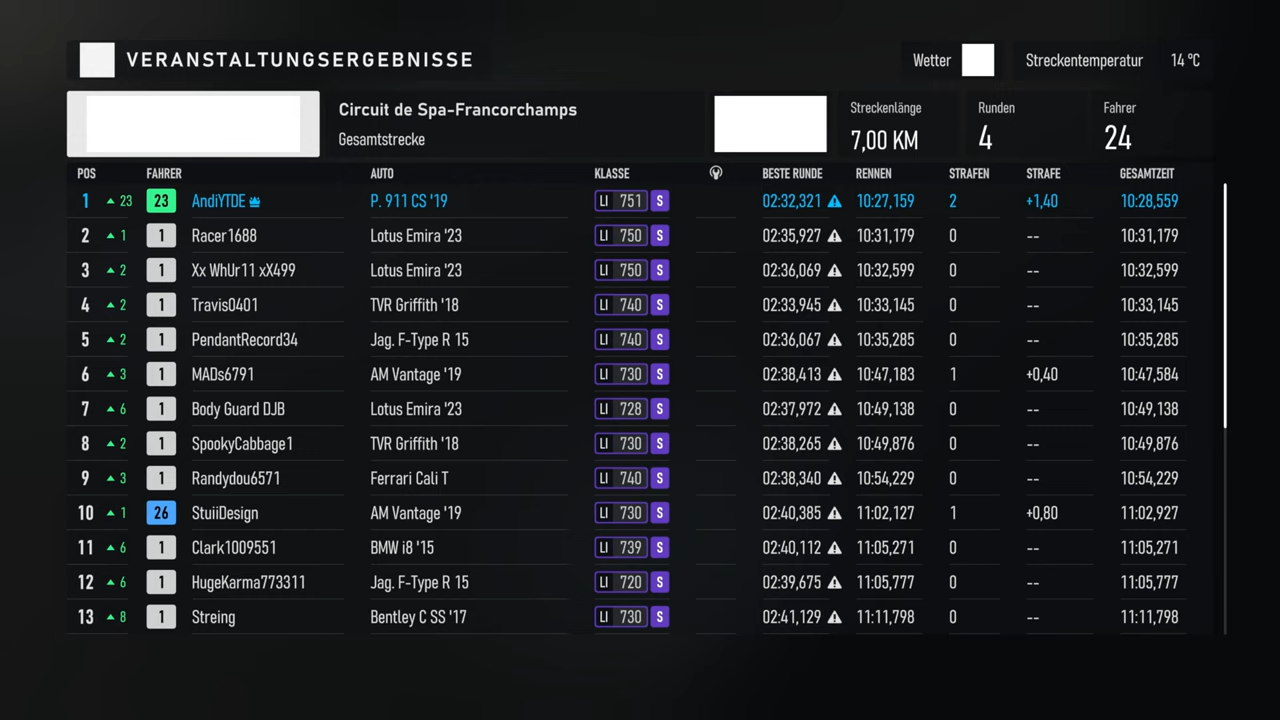 VERANSTALTUNGSERGEBNISSE
Wetter Streckentemperatur 14 °C
Circuit de Spa-Francorchamps
Gesamtstrecke
Streckenlänge Runden Fahrer
7,00 KM 4 24
POS FAHRER AUTO KLASSE BESTE RUNDE RENNEN STRAFEN STRAFE GESAMTZEIT
1 23 23 AndiYTDE P. 911 CS '19 LI 751 S 02:32,321 10:27,159 2 +1,40 10:28,559
2 1 1 Racer1688 Lotus Emira '23 LI 750 S 02:35,927 10:31,179 0 -- 10:31,179
3 2 1 Xx WhUr11 xX499 Lotus Emira '23 LI 750 S 02:36,069 10:32,599 0 -- 10:32,599
4 2 1 Travis0401 TVR Griffith '18 LI 740 S 02:33,945 10:33,145 0 -- 10:33,145
5 2 1 PendantRecord34 Jag. F-Type R 15 LI 740 S 02:36,067 10:35,285 0 -- 10:35,285
6 3 1 MADs6791 AM Vantage '19 LI 730 S 02:38,413 10:47,183 1 +0,40 10:47,584
7 6 1 Body Guard DJB Lotus Emira '23 LI 728 S 02:37,972 10:49,138 0 -- 10:49,138
8 2 1 SpookyCabbage1 TVR Griffith '18 LI 730 S 02:38,265 10:49,876 0 -- 10:49,876
9 3 1 Randydou6571 Ferrari Cali T LI 740 S 02:38,340 10:54,229 0 -- 10:54,229
10 1 26 StuiiDesign AM Vantage '19 LI 730 S 02:40,385 11:02,127 1 +0,80 11:02,927
11 6 1 Clark1009551 BMW i8 '15 LI 739 S 02:40,112 11:05,271 0 -- 11:05,271
12 6 1 HugeKarma773311 Jag. F-Type R 15 LI 720 S 02:39,675 11:05,777 0 -- 11:05,777
13 8 1 Streing Bentley C SS '17 LI 730 S 02:41,129 11:11,798 0 -- 11:11,798